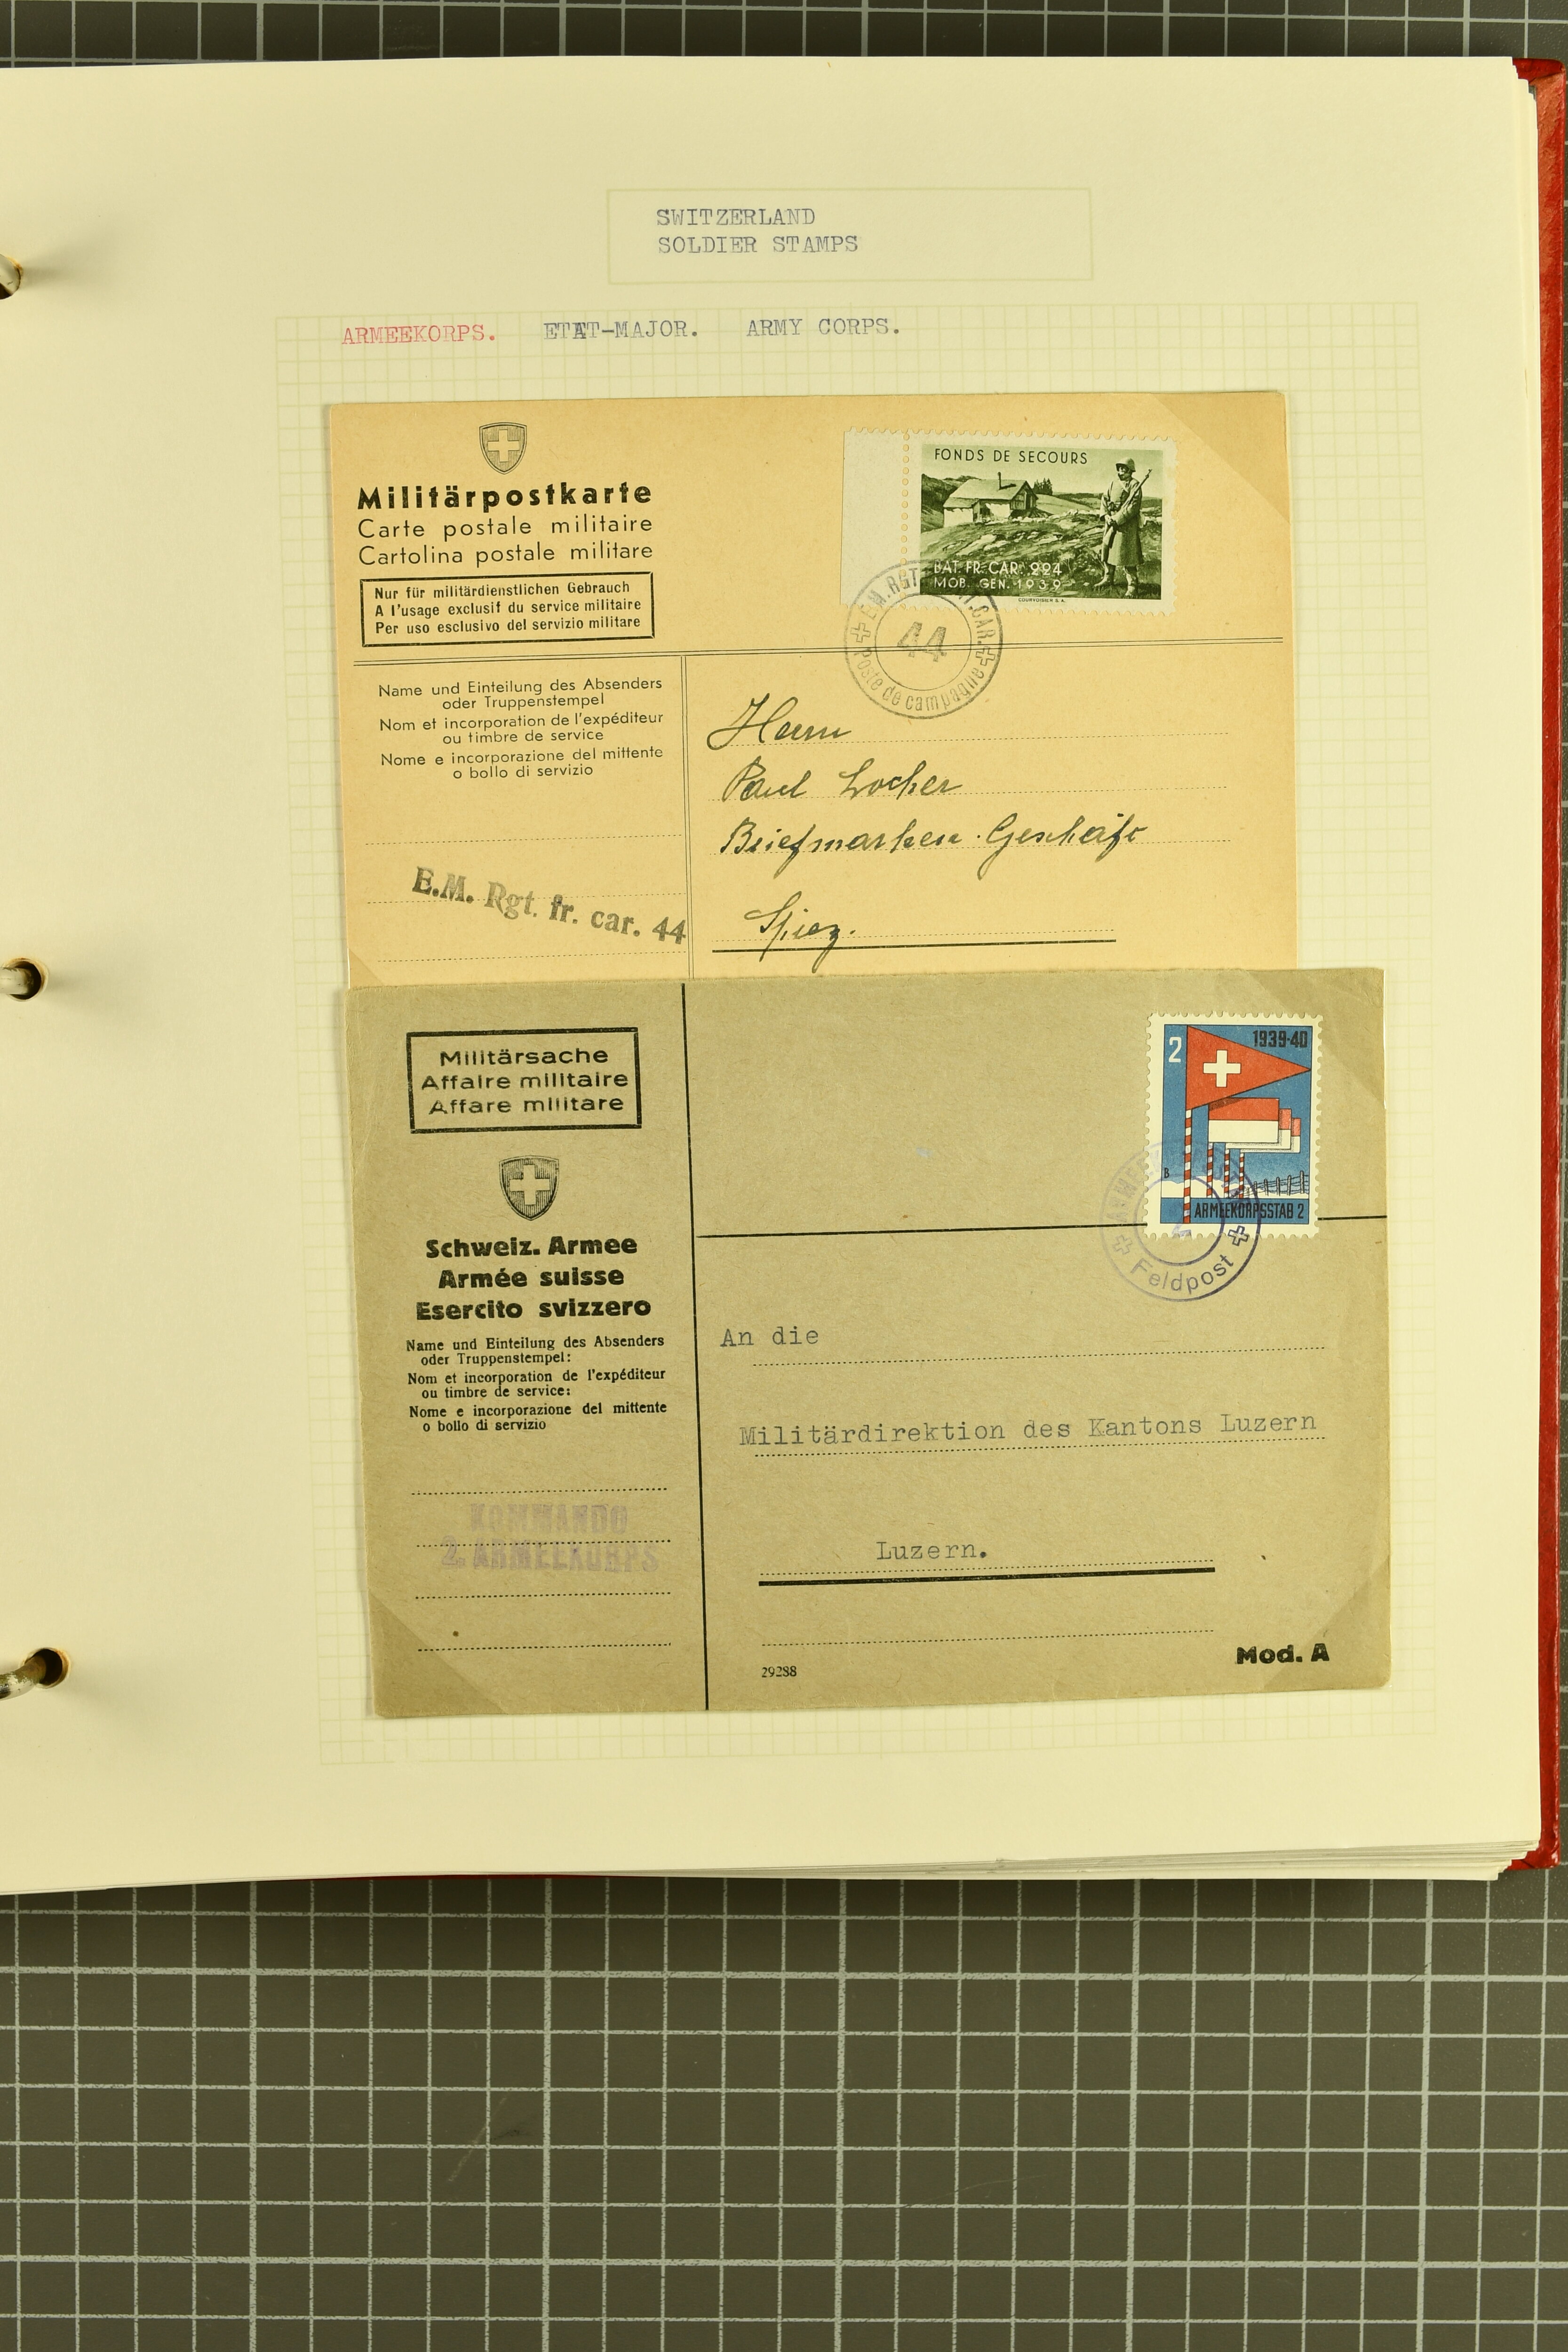 SWITZERLAND
SOLDIER STAMPS
ARMEEKORPS. ETAT-MAJOR. ARMY CORPS.
Militärpostkarte
Carte postale militaire
Cartolina postale militare
Nur für militärdienstlichen Gebrauch
A l'usage exclusif du service militaire
Per uso esclusivo del servizio militare
FONDS DE SECOURS
BAT. FR. CAR. 224
MOB. GEN. 1939
COURVOISIER S.A.
E.M. RGT. CAR.
44
Poste de campagne
Name und Einteilung des Absenders
oder Truppenstempel
Nom et incorporation de l'expéditeur
ou timbre de service
Nome e incorporazione del mittente
o bollo di servizio
E.M. Rgt. fr. car. 44
Herrn
Paul Locher
Briefmarken-Geschäft
Spiez.
Militärsache
Affaire militaire
Affare militare
Schweiz. Armee
Armée suisse
Esercito svizzero
Name und Einteilung des Absenders
oder Truppenstempel:
Nom et incorporation de l'expéditeur
ou timbre de service:
Nome e incorporazione del mittente
o bollo di servizio
KOMMANDO
2. ARMEEKORPS
2 1939-40
B
ARMEEKORPSSTAB 2
Feldpost
An die
Militärdirektion des Kantons Luzern
Luzern.
29288
Mod. A